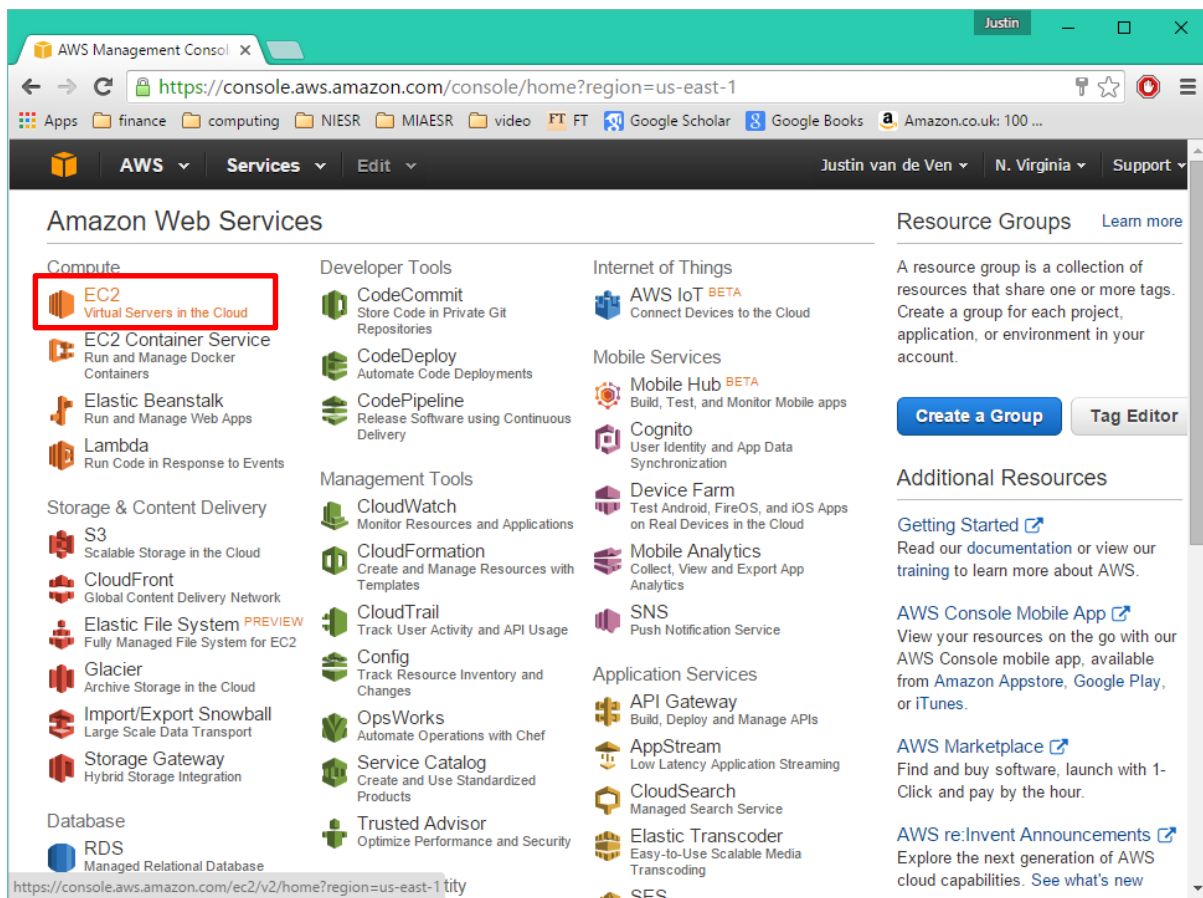 Justin
AWS Management Consol
https://console.aws.amazon.com/console/home?region=us-east-1
Apps finance computing NIESR MIAESR video FT FT Google Scholar Google Books Amazon.co.uk: 100 ...
AWS Services Edit Justin van de Ven N. Virginia Support
Amazon Web Services
Compute
EC2
Virtual Servers in the Cloud
EC2 Container Service
Run and Manage Docker
Containers
Elastic Beanstalk
Run and Manage Web Apps
Lambda
Run Code in Response to Events
Storage & Content Delivery
S3
Scalable Storage in the Cloud
CloudFront
Global Content Delivery Network
Elastic File System PREVIEW
Fully Managed File System for EC2
Glacier
Archive Storage in the Cloud
Import/Export Snowball
Large Scale Data Transport
Storage Gateway
Hybrid Storage Integration
Database
RDS
Managed Relational Database
https://console.aws.amazon.com/ec2/v2/home?region=us-east-1
Developer Tools
CodeCommit
Store Code in Private Git
Repositories
CodeDeploy
Automate Code Deployments
CodePipeline
Release Software using Continuous
Delivery
Management Tools
CloudWatch
Monitor Resources and Applications
CloudFormation
Create and Manage Resources with
Templates
CloudTrail
Track User Activity and API Usage
Config
Track Resource Inventory and
Changes
OpsWorks
Automate Operations with Chef
Service Catalog
Create and Use Standardized
Products
Trusted Advisor
Optimize Performance and Security
tity
Internet of Things
AWS IoT BETA
Connect Devices to the Cloud
Mobile Services
Mobile Hub BETA
Build, Test, and Monitor Mobile apps
Cognito
User Identity and App Data
Synchronization
Device Farm
Test Android, FireOS, and iOS Apps
on Real Devices in the Cloud
Mobile Analytics
Collect, View and Export App
Analytics
SNS
Push Notification Service
Application Services
API Gateway
Build, Deploy and Manage APIs
AppStream
Low Latency Application Streaming
CloudSearch
Managed Search Service
Elastic Transcoder
Easy-to-Use Scalable Media
Transcoding
SES
Resource Groups Learn more
A resource group is a collection of
resources that share one or more tags.
Create a group for each project,
application, or environment in your
account.
Create a Group Tag Editor
Additional Resources
Getting Started
Read our documentation or view our
training to learn more about AWS.
AWS Console Mobile App
View your resources on the go with our
AWS Console mobile app, available
from Amazon Appstore, Google Play,
or iTunes.
AWS Marketplace
Find and buy software, launch with 1-
Click and pay by the hour.
AWS re:Invent Announcements
Explore the next generation of AWS
cloud capabilities. See what's new